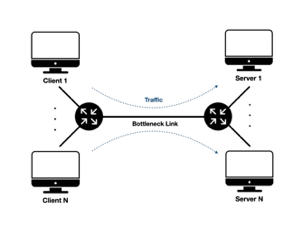 Client 1
Server 1
Traffic
Bottleneck Link
Client N
Server N